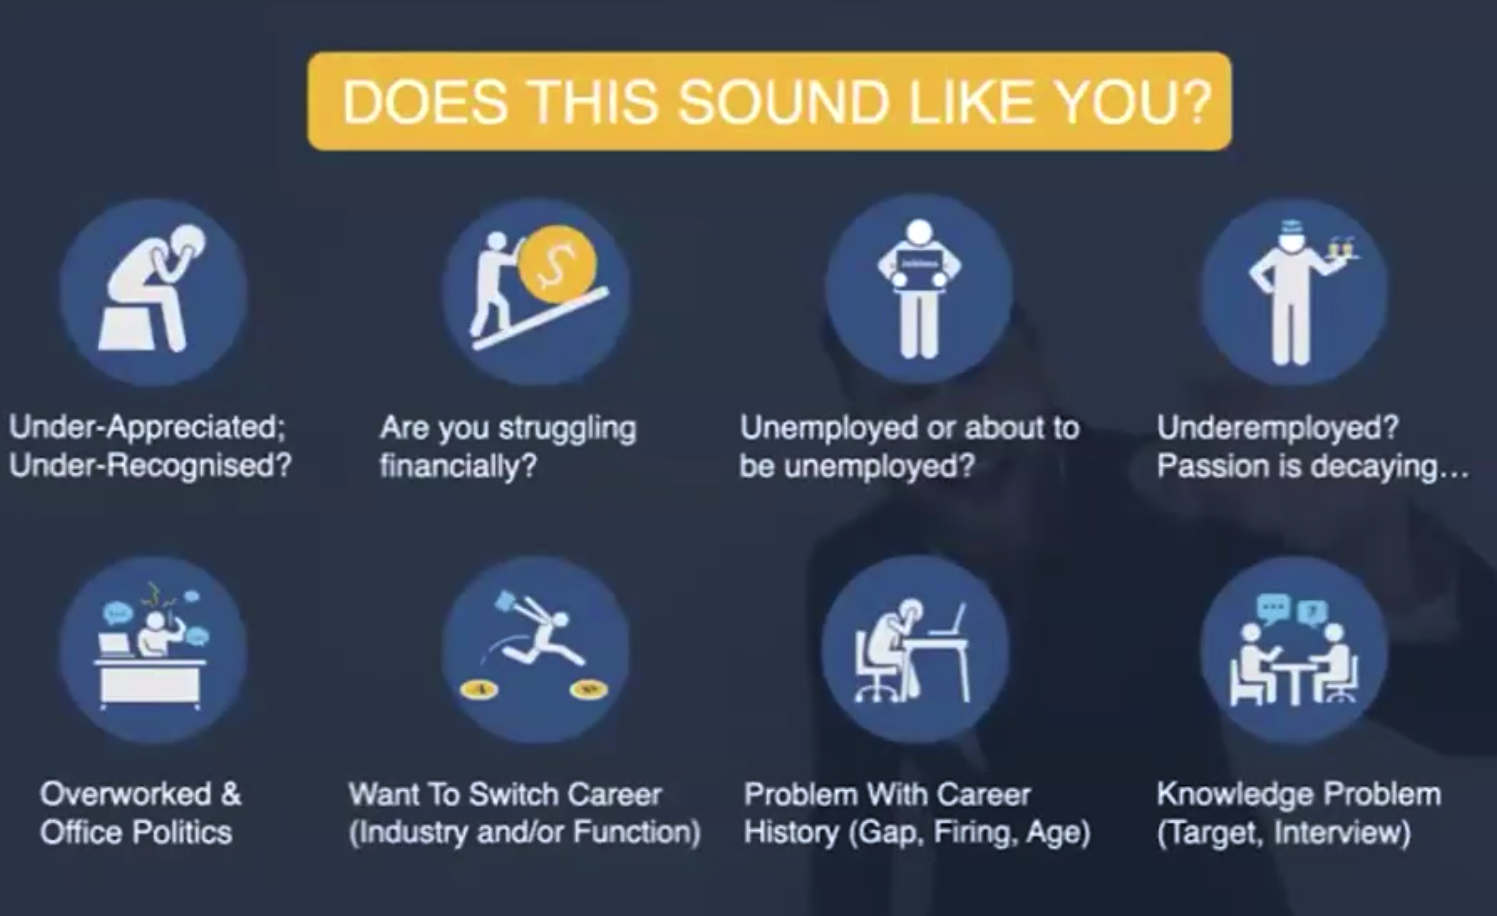 DOES THIS SOUND LIKE YOU?
Under-Appreciated;
Under-Recognised?
Are you struggling
financially?
Unemployed or about to
be unemployed?
Underemployed?
Passion is decaying...
Overworked &
Office Politics
Want To Switch Career
(Industry and/or Function)
Problem With Career
History (Gap, Firing, Age)
Knowledge Problem
(Target, Interview)